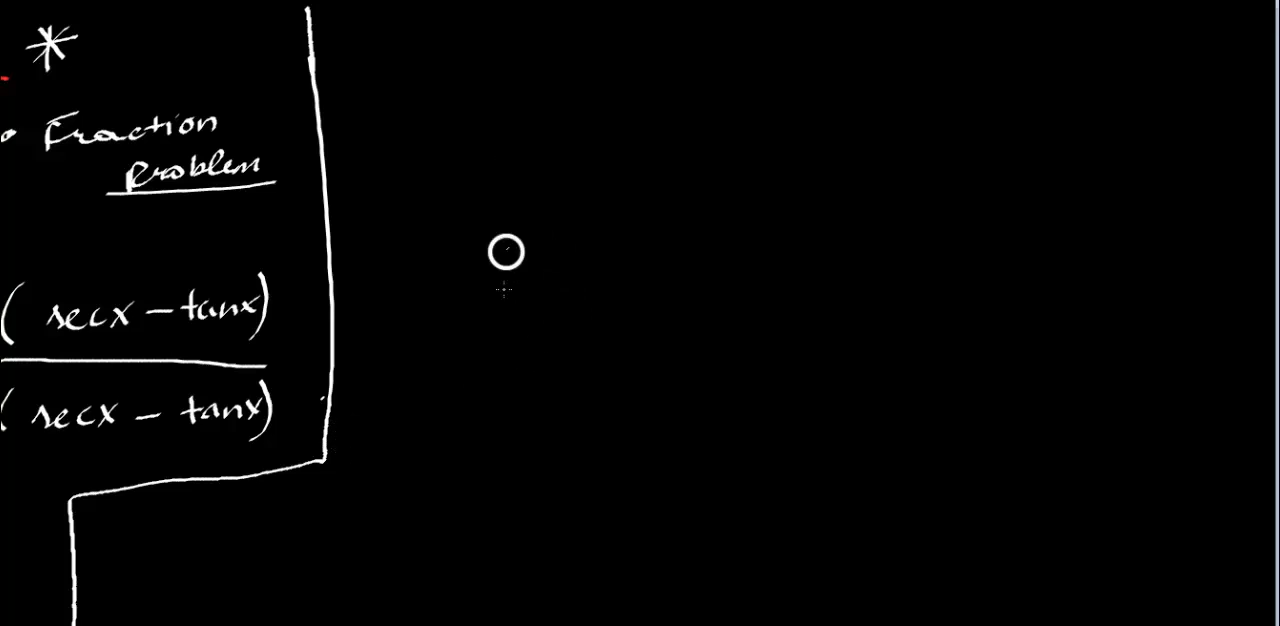 *
• Fraction
Problem
(secx - tanx)
(secx - tanx)